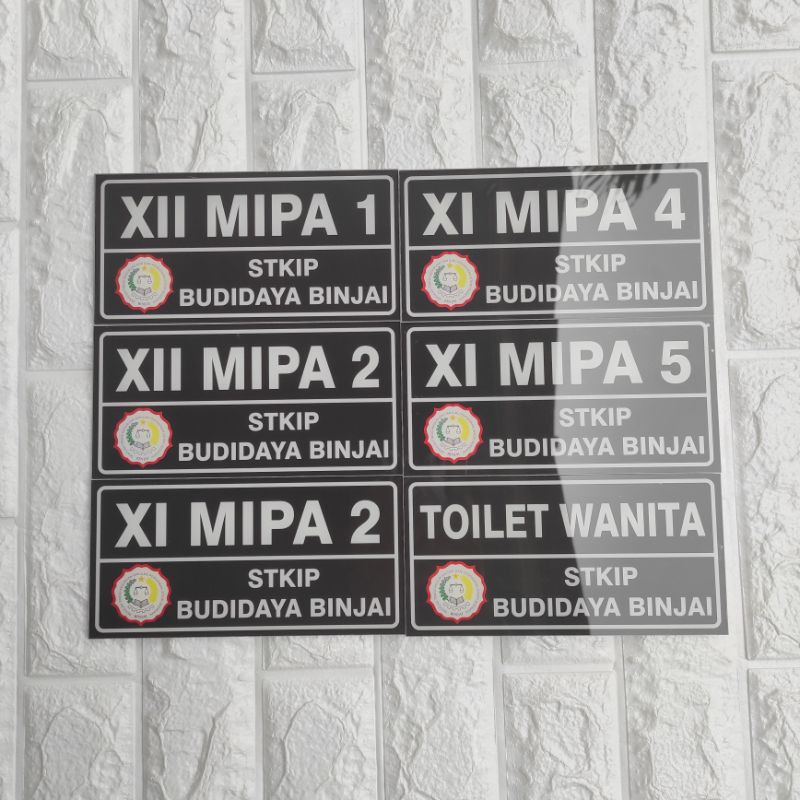 XII MIPA 1
STKIP
BUDIDAYA BINJAI
XI MIPA 4
STKIP
BUDIDAYA BINJAI
XII MIPA 2
STKIP
BUDIDAYA BINJAI
XI MIPA 5
STKIP
BUDIDAYA BINJAI
XI MIPA 2
STKIP
BUDIDAYA BINJAI
TOILET WANITA
STKIP
BUDIDAYA BINJAI